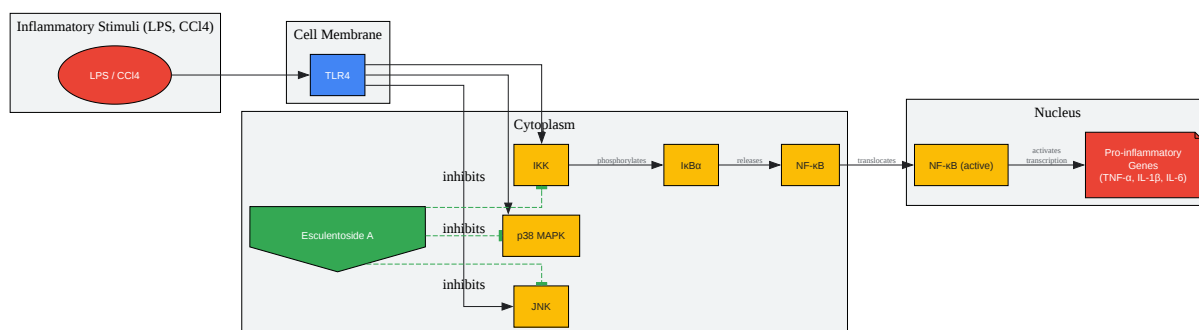 Inflammatory Stimuli (LPS, CCl4)
LPS / CCl4
Cell Membrane
TLR4
Cytoplasm
IKK
phosphorylates
IκBα
releases
NF-κB
translocates
Nucleus
NF-κB (active)
activates
transcription
Pro-inflammatory
Genes
(TNF-α, IL-1β, IL-6)
inhibits
Esculentoside A
inhibits
p38 MAPK
inhibits
JNK